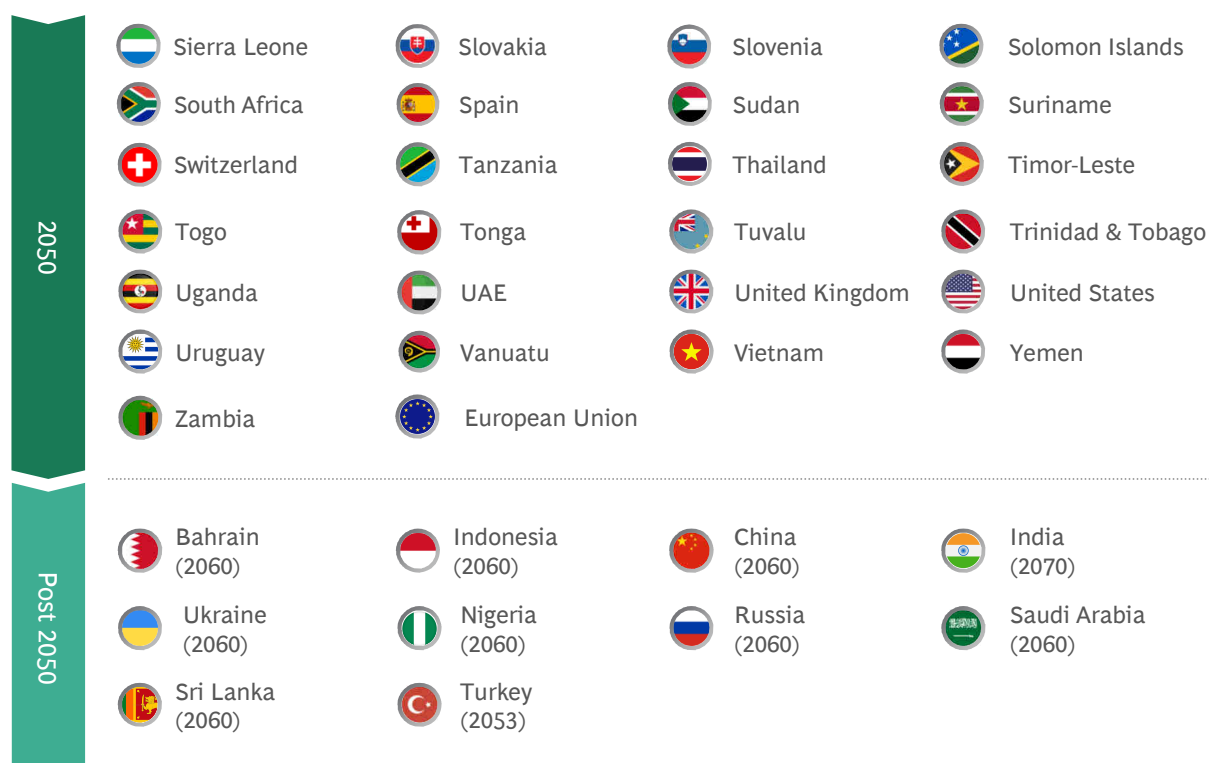 2050
Sierra Leone
Slovakia
Slovenia
Solomon Islands
South Africa
Spain
Sudan
Suriname
Switzerland
Tanzania
Thailand
Timor-Leste
Togo
Tonga
Tuvalu
Trinidad & Tobago
Uganda
UAE
United Kingdom
United States
Uruguay
Vanuatu
Vietnam
Yemen
Zambia
European Union
Post 2050
Bahrain
(2060)
Indonesia
(2060)
China
(2060)
India
(2070)
Ukraine
(2060)
Nigeria
(2060)
Russia
(2060)
Saudi Arabia
(2060)
Sri Lanka
(2060)
Turkey
(2053)